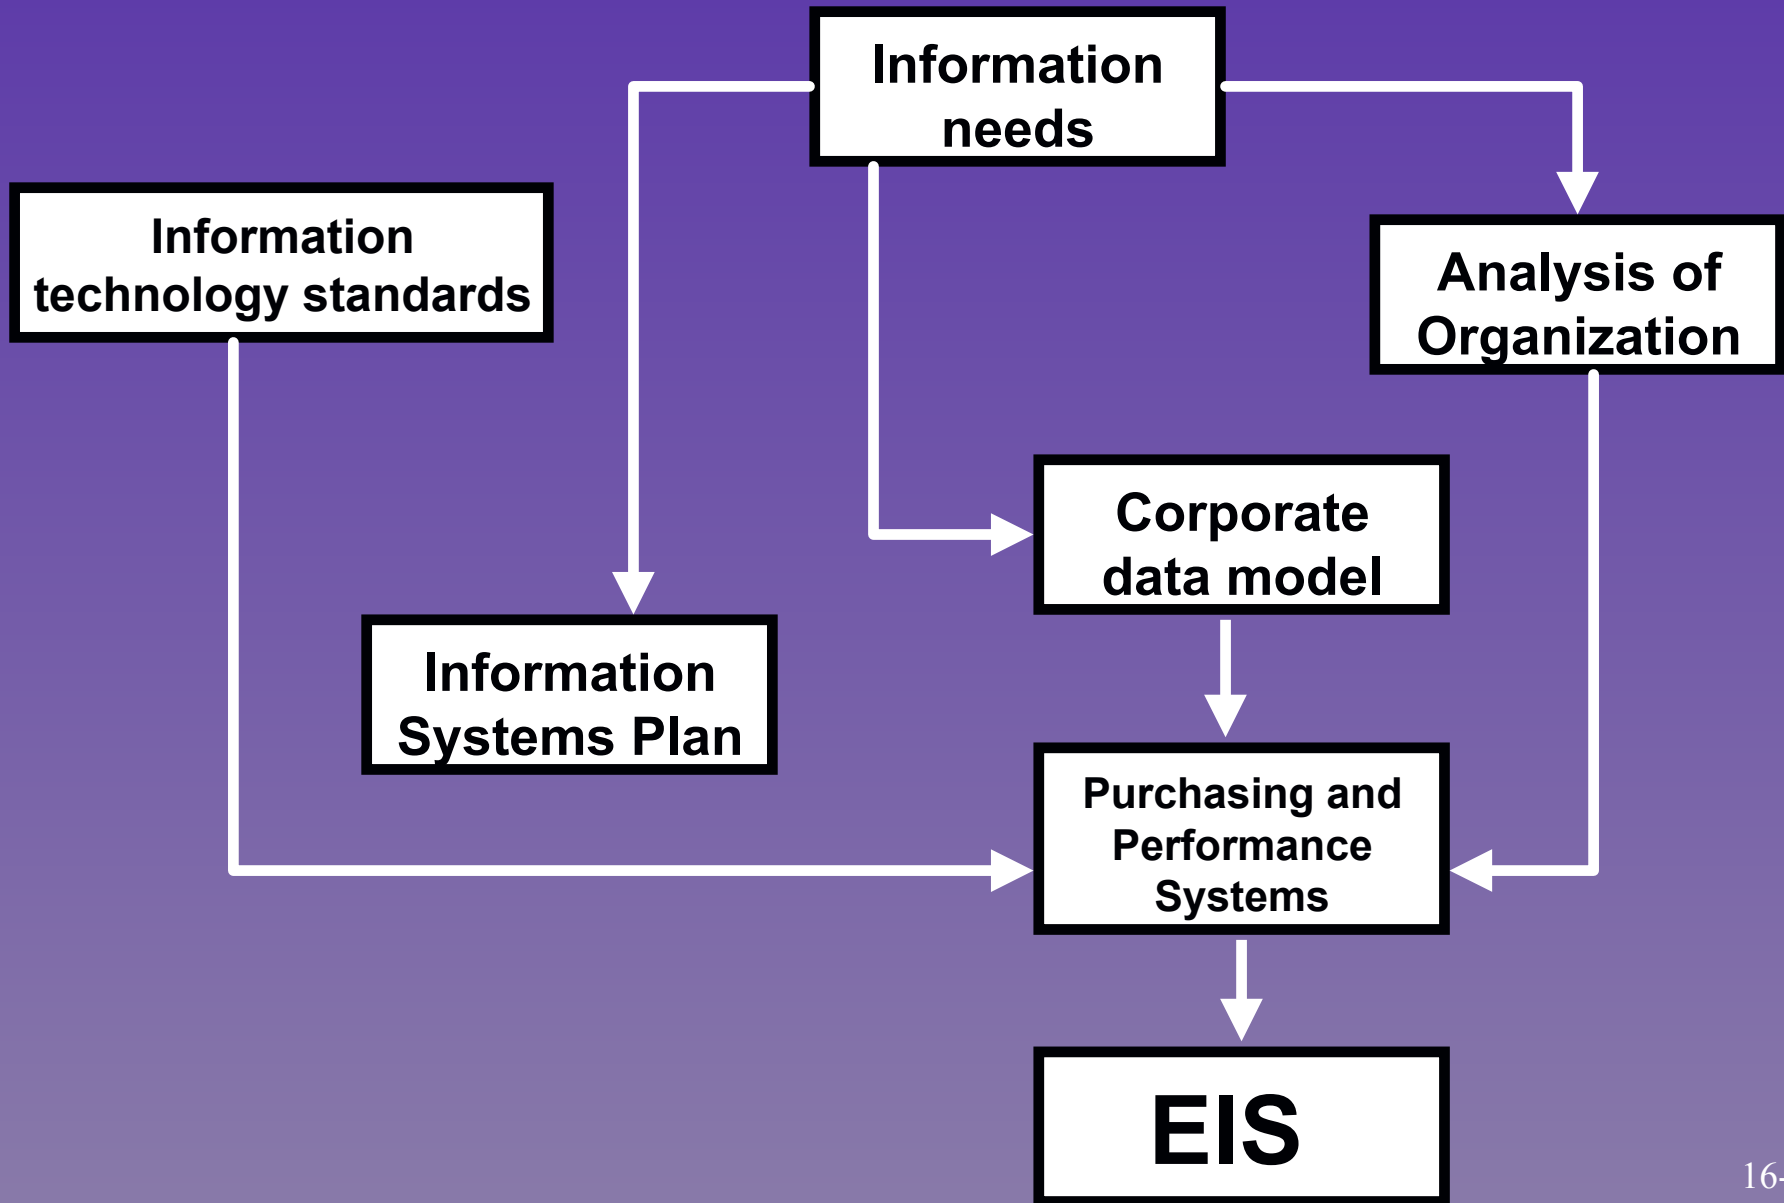 Information
needs
Information
technology standards
Analysis of
Organization
Corporate
data model
Information
Systems Plan
Purchasing and
Performance
Systems
EIS
16-